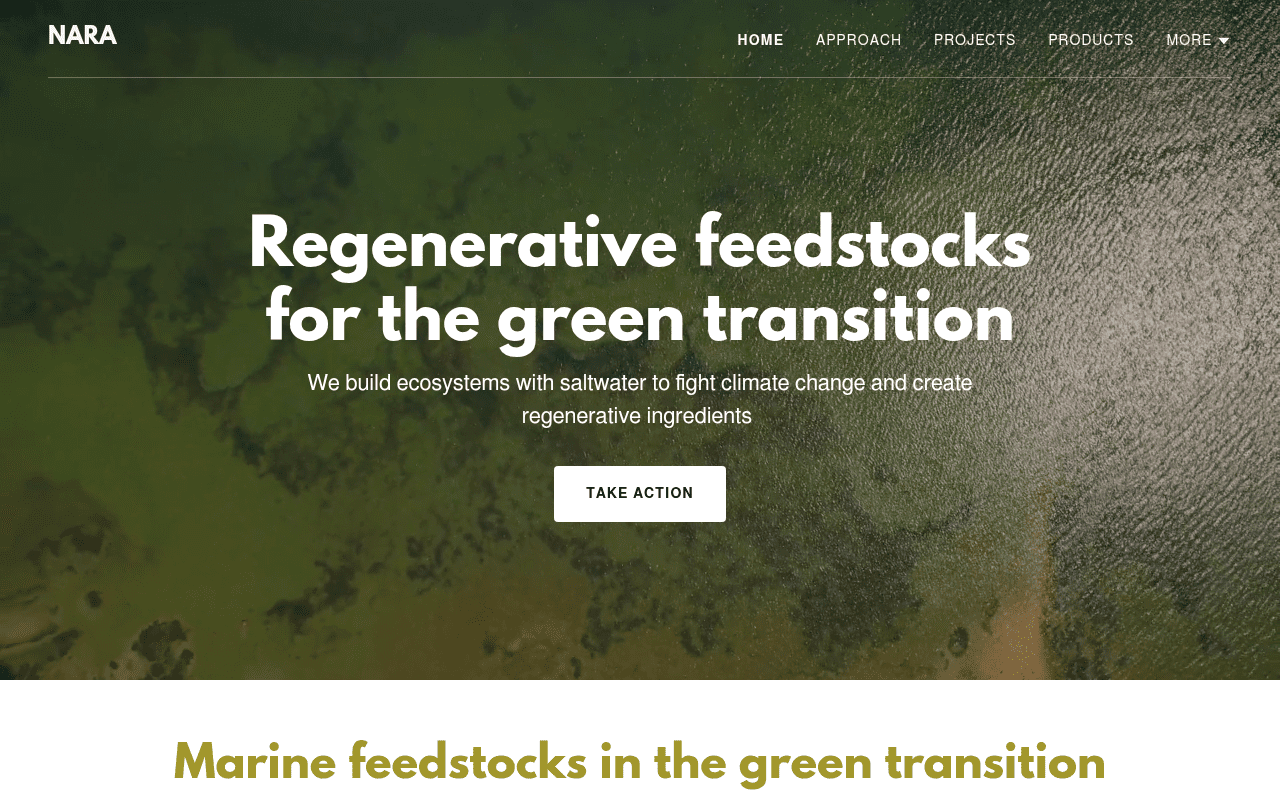 NARA
HOME
APPROACH
PROJECTS
PRODUCTS
MORE
Regenerative feedstocks
for the green transition
We build ecosystems with saltwater to fight climate change and create
regenerative ingredients
TAKE ACTION
Marine feedstocks in the green transition